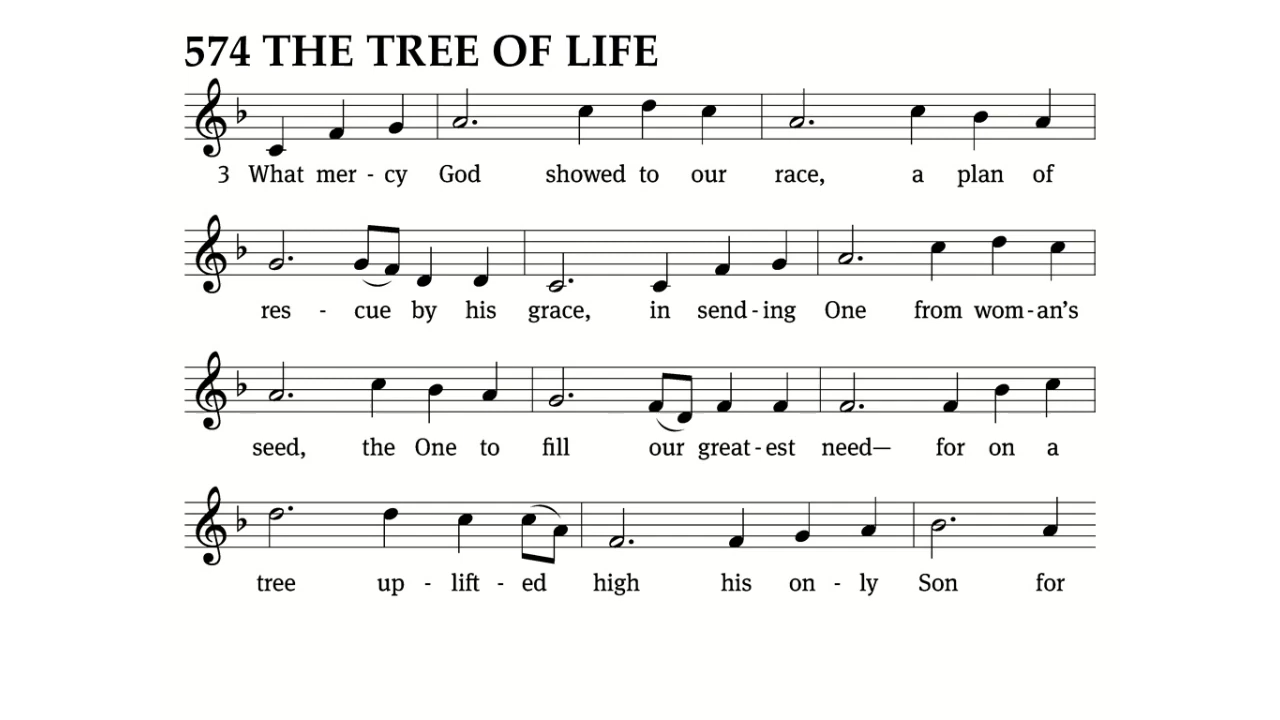 574 THE TREE OF LIFE
3 What mer - cy God showed to our race, a plan of
res - cue by his grace, in send - ing One from wom - an's
seed, the One to fill our great - est need— for on a
tree up - lift - ed high his on - ly Son for